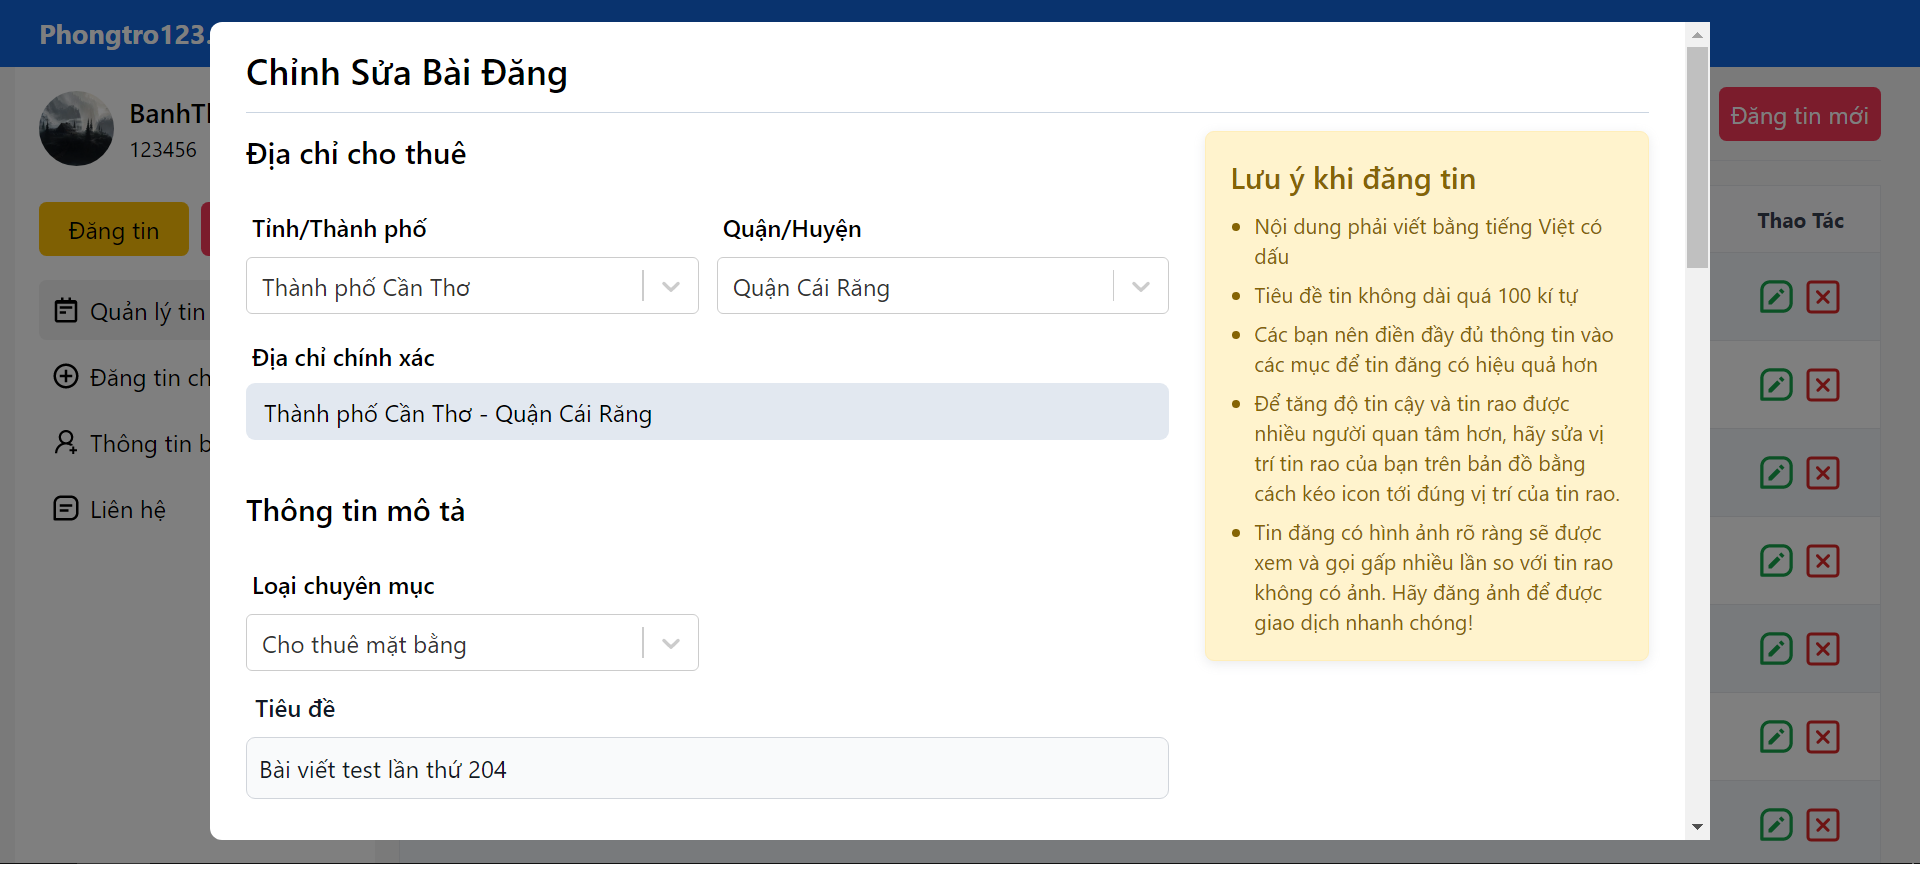 Phongtro123.
BanhTh
123456
Đăng tin
Quản lý tin
Đăng tin ch
Thông tin b
Liên hệ
Chỉnh Sửa Bài Đăng
Địa chỉ cho thuê
Tỉnh/Thành phố
Quận/Huyện
Thành phố Cần Thơ
Quận Cái Răng
Địa chỉ chính xác
Thành phố Cần Thơ - Quận Cái Răng
Thông tin mô tả
Loại chuyên mục
Cho thuê mặt bằng
Tiêu đề
Bài viết test lần thứ 204
Lưu ý khi đăng tin
Nội dung phải viết bằng tiếng Việt có
dấu
Tiêu đề tin không dài quá 100 kí tự
Các bạn nên điền đầy đủ thông tin vào
các mục để tin đăng có hiệu quả hơn
Để tăng độ tin cậy và tin rao được
nhiều người quan tâm hơn, hãy sửa vị
trí tin rao của bạn trên bản đồ bằng
cách kéo icon tới đúng vị trí của tin rao.
Tin đăng có hình ảnh rõ ràng sẽ được
xem và gọi gấp nhiều lần so với tin rao
không có ảnh. Hãy đăng ảnh để được
giao dịch nhanh chóng!
Đăng tin mới
Thao Tác